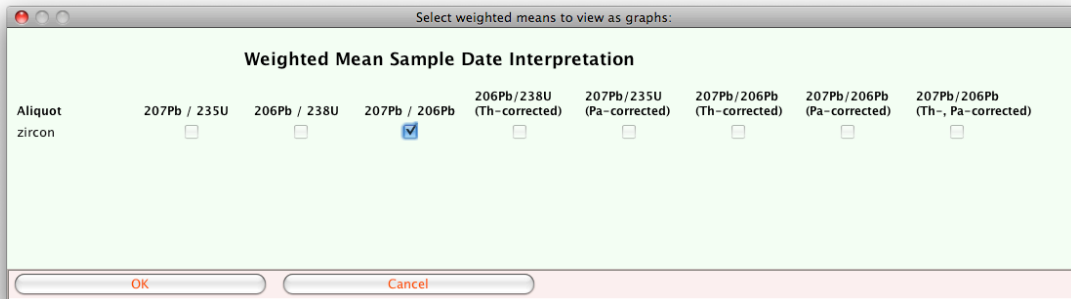 Select weighted means to view as graphs:
Weighted Mean Sample Date Interpretation
Aliquot 207Pb / 235U 206Pb / 238U 207Pb / 206Pb 206Pb/238U (Th-corrected) 207Pb/235U (Pa-corrected) 207Pb/206Pb (Th-corrected) 207Pb/206Pb (Pa-corrected) 207Pb/206Pb (Th-, Pa-corrected)
zircon
OK Cancel